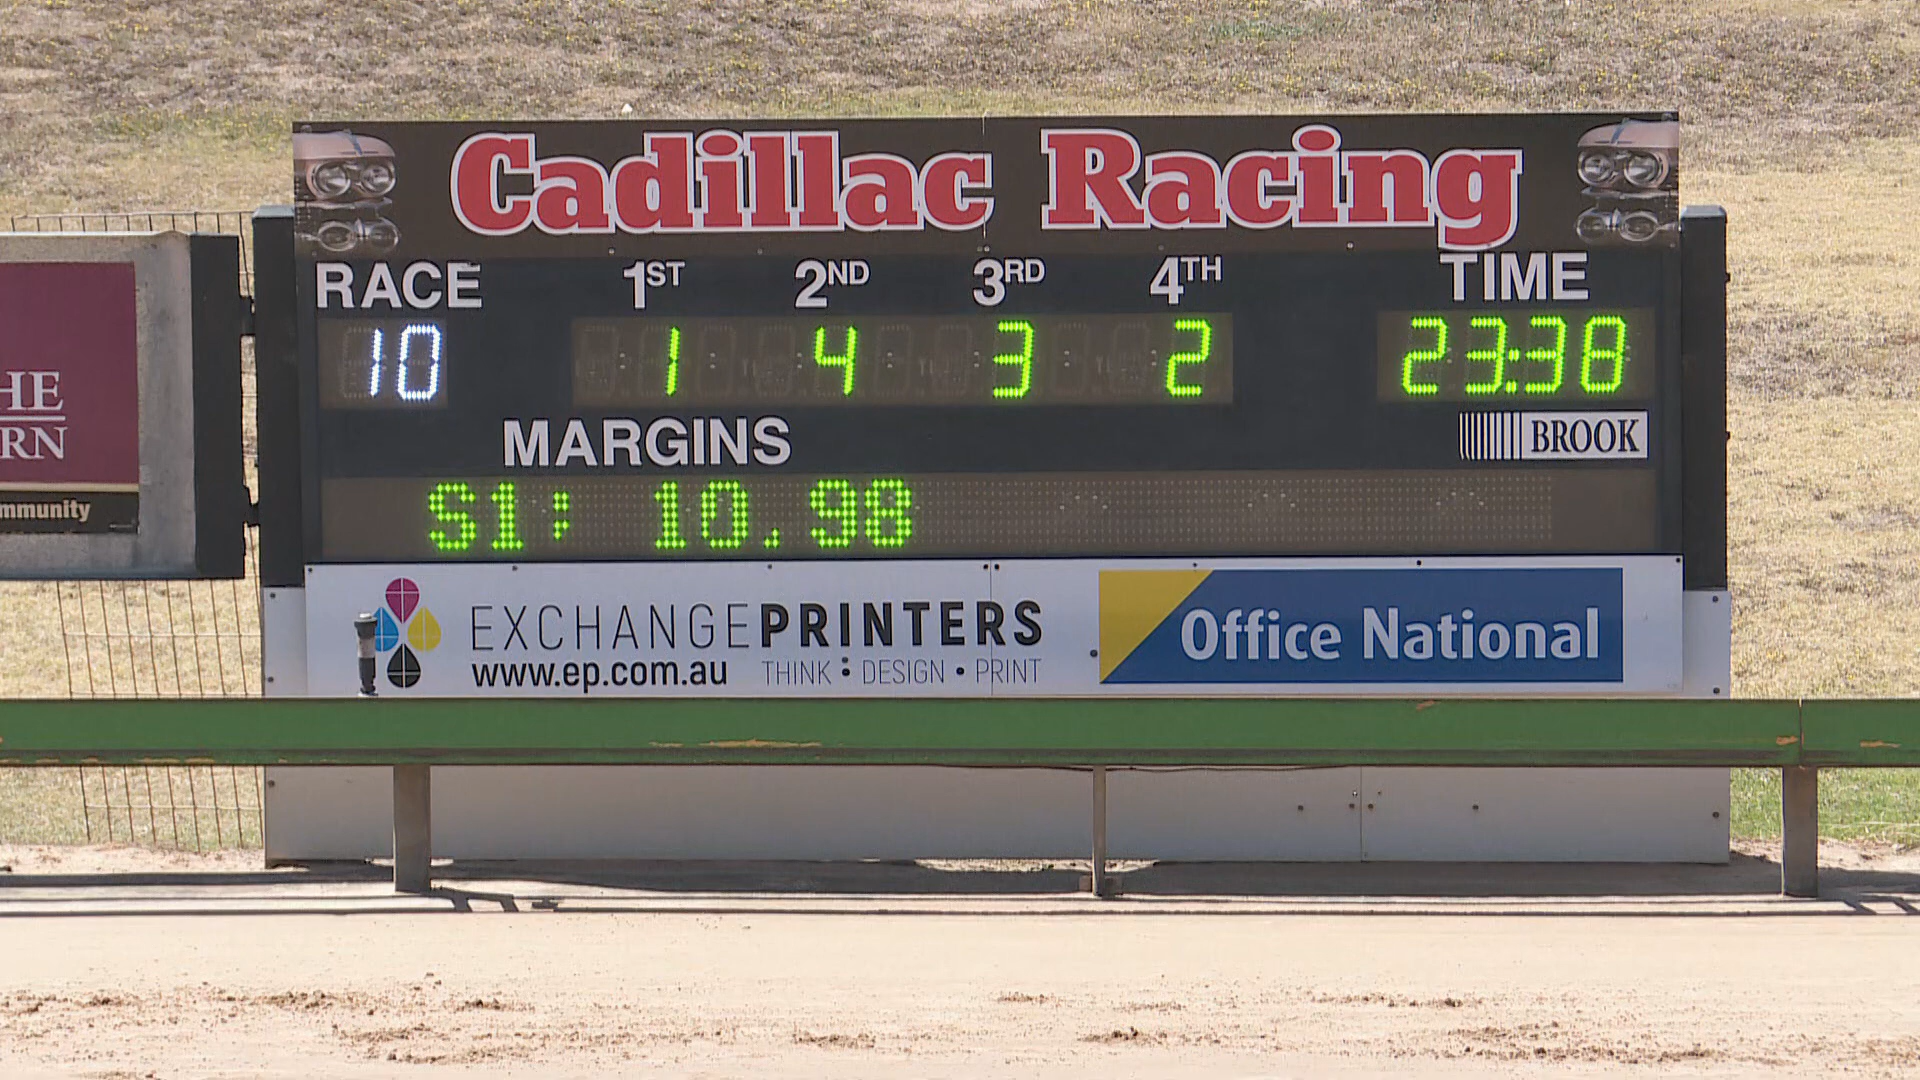 Cadillac Racing
RACE 1ST 2ND 3RD 4TH TIME
10 1 4 3 2 23:38
MARGINS
BROOK
S1: 10.98
HE
RN
mmunity
EXCHANGEPRINTERS
www.ep.com.au THINK • DESIGN • PRINT
Office National